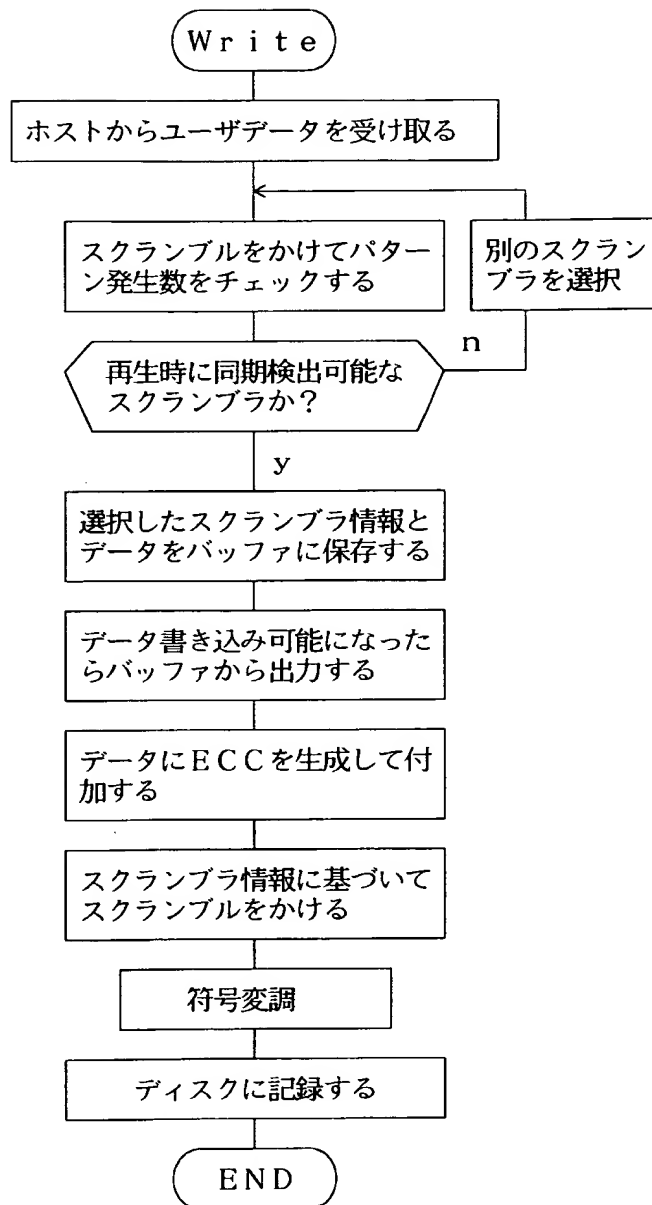 Write
ホストからユーザデータを受け取る
スクランブルをかけてパター
ン発生数をチェックする
別のスクラン
ブラを選択
n
再生時に同期検出可能な
スクランブラか？
y
選択したスクランブラ情報と
データをバッファに保存する
データ書き込み可能になった
らバッファから出力する
データにECCを生成して付
加する
スクランブラ情報に基づいて
スクランブルをかける
符号変調
ディスクに記録する
END